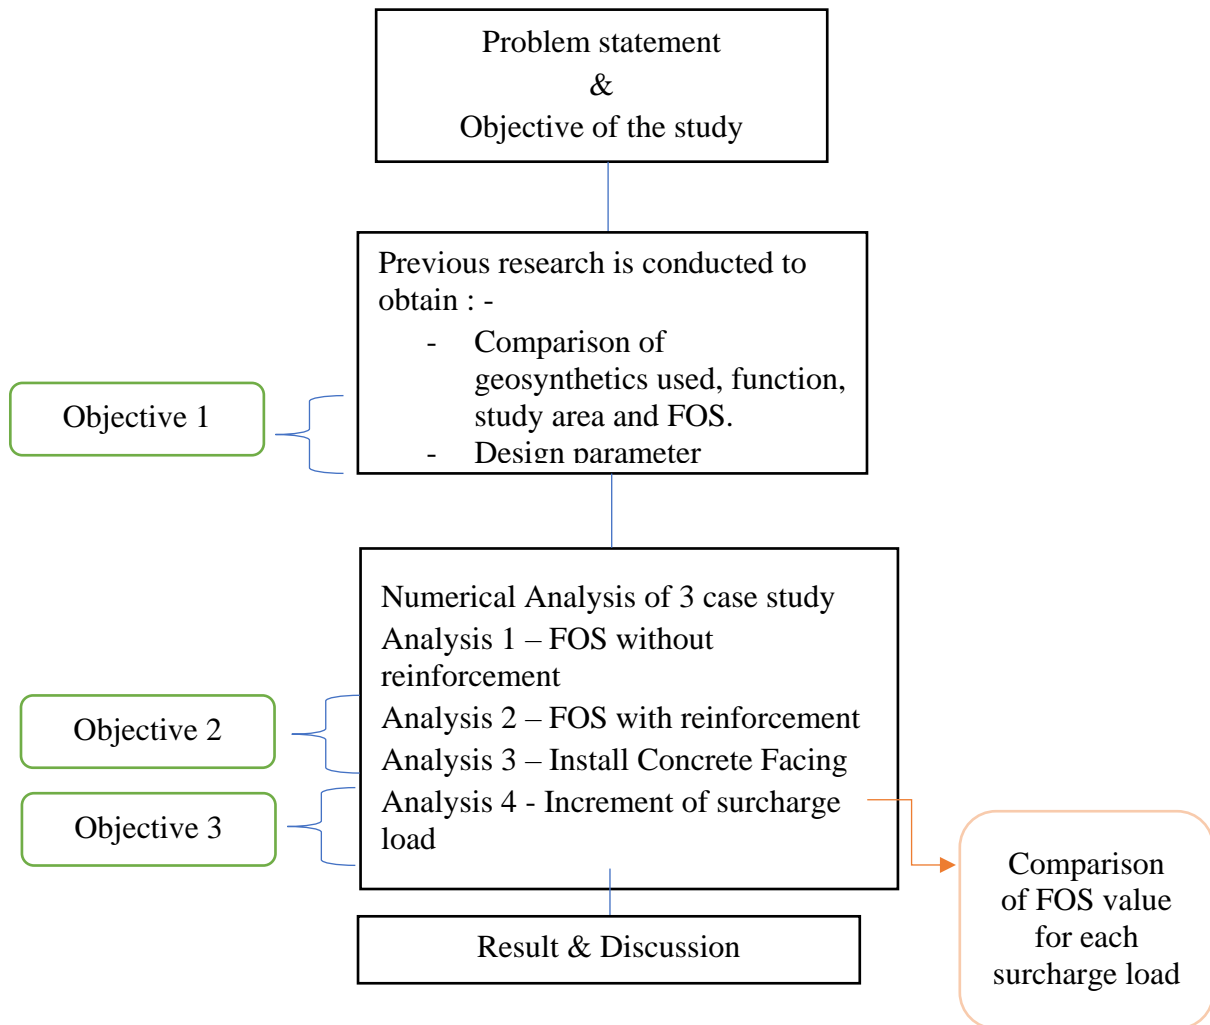 Problem statement
&
Objective of the study
Previous research is conducted to
obtain : -
- Comparison of
geosynthetics used, function,
study area and FOS.
- Design parameter
Objective 1
Numerical Analysis of 3 case study
Analysis 1 – FOS without
reinforcement
Analysis 2 – FOS with reinforcement
Analysis 3 – Install Concrete Facing
Analysis 4 - Increment of surcharge
load
Objective 2
Objective 3
Comparison
of FOS value
for each
surcharge load
Result & Discussion